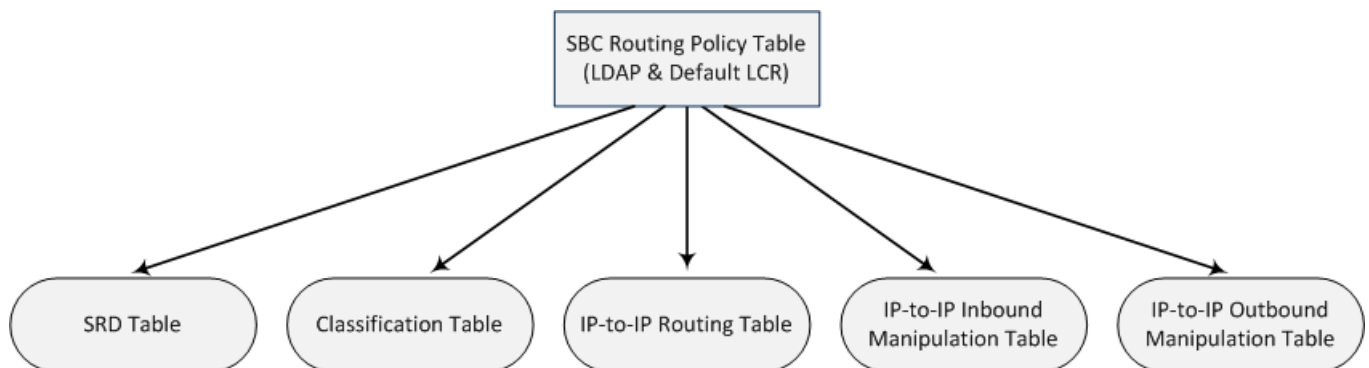 SBC Routing Policy Table
(LDAP & Default LCR)
SRD Table
Classification Table
IP-to-IP Routing Table
IP-to-IP Inbound
Manipulation Table
IP-to-IP Outbound
Manipulation Table